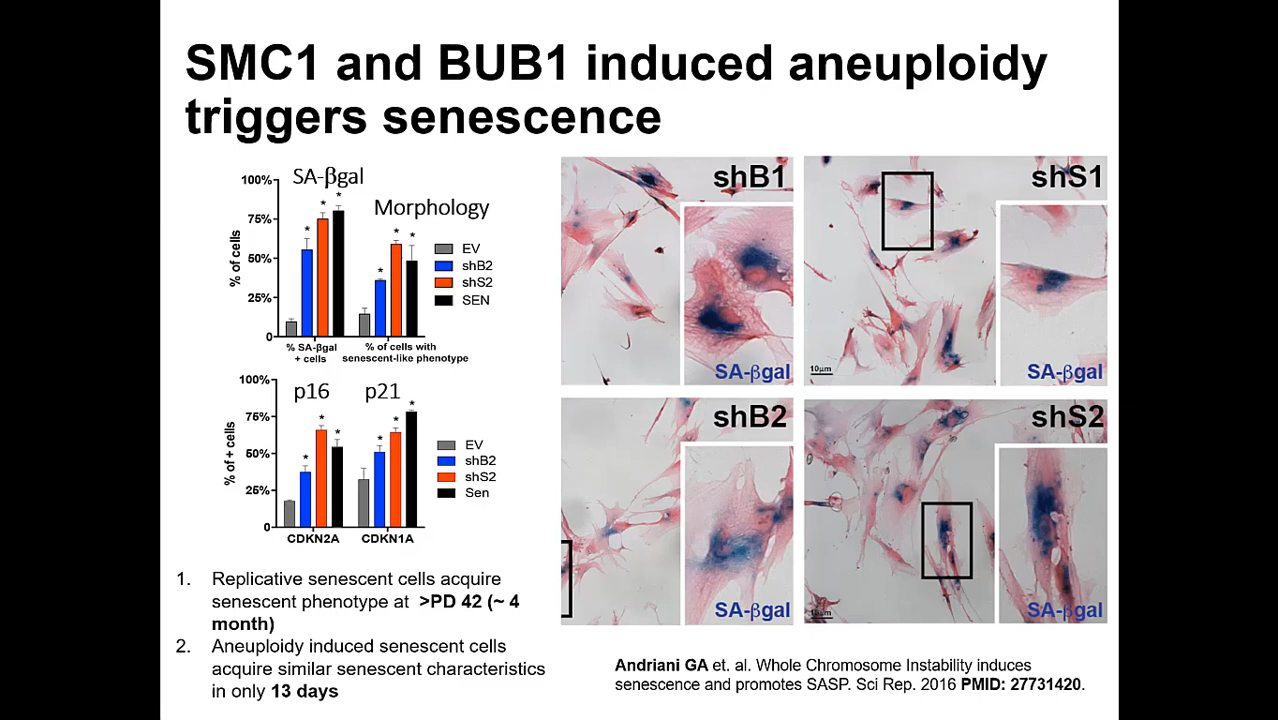 SMC1 and BUB1 induced aneuploidy
triggers senescence
SA-βgal
Morphology
100%
75%
50%
25%
0
% of cells
* * * * * *
EV
shB2
shS2
SEN
% SA-βgal
+ cells
% of cells with
senescent-like phenotype
p16
p21
100%
75%
50%
25%
0
% of + cells
* * * * * *
EV
shB2
shS2
Sen
CDKN2A
CDKN1A
1. Replicative senescent cells acquire
senescent phenotype at >PD 42 (~ 4
month)
2. Aneuploidy induced senescent cells
acquire similar senescent characteristics
in only 13 days
shB1
SA-βgal
shS1
10μm
SA-βgal
shB2
SA-βgal
shS2
SA-βgal
Andriani GA et. al. Whole Chromosome Instability induces
senescence and promotes SASP. Sci Rep. 2016 PMID: 27731420.